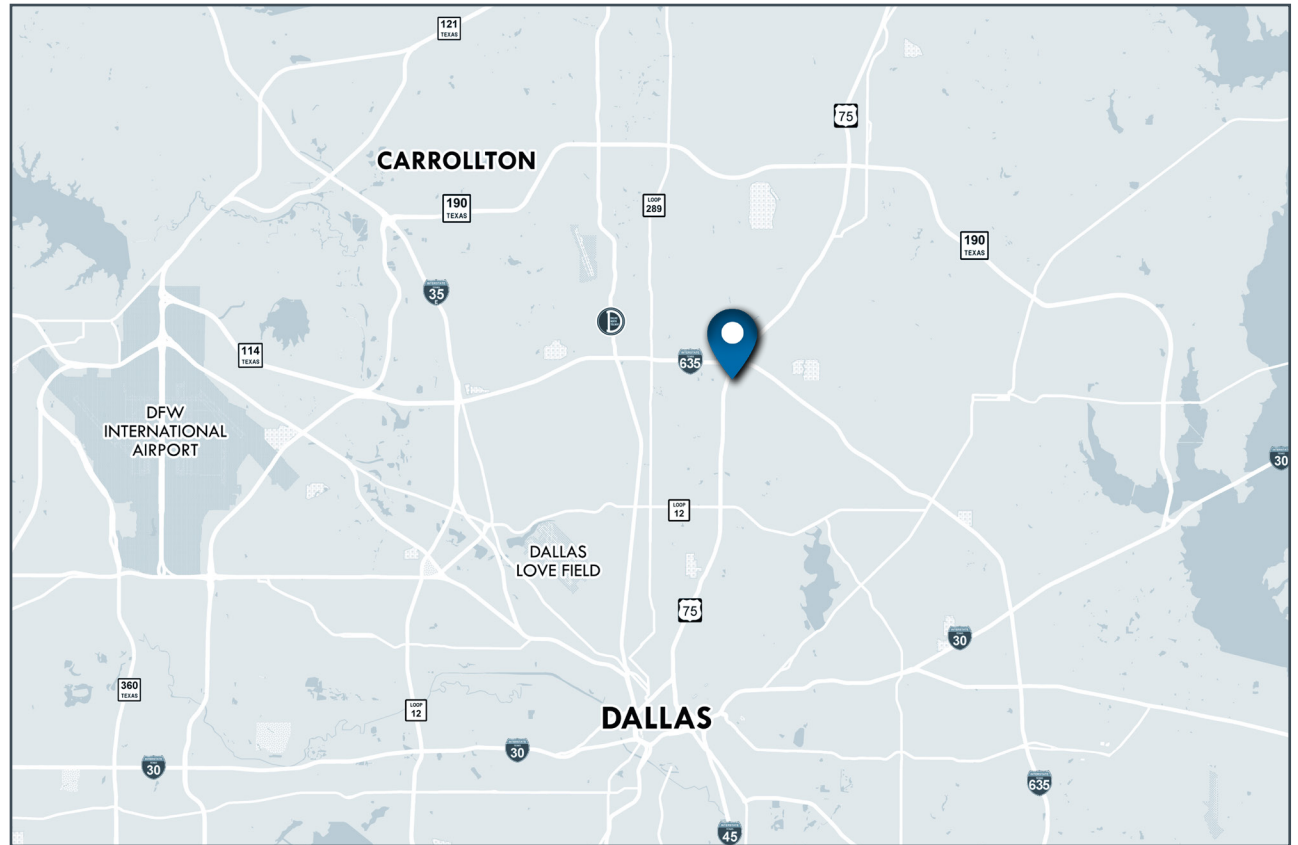 121
TEXAS
75
CARROLLTON
190
TEXAS
LOOP
289
190
TEXAS
35
E
D
114
TEXAS
635
DFW
INTERNATIONAL
AIRPORT
30
LOOP
12
DALLAS
LOVE FIELD
75
30
360
TEXAS
LOOP
12
DALLAS
30
30
635
45